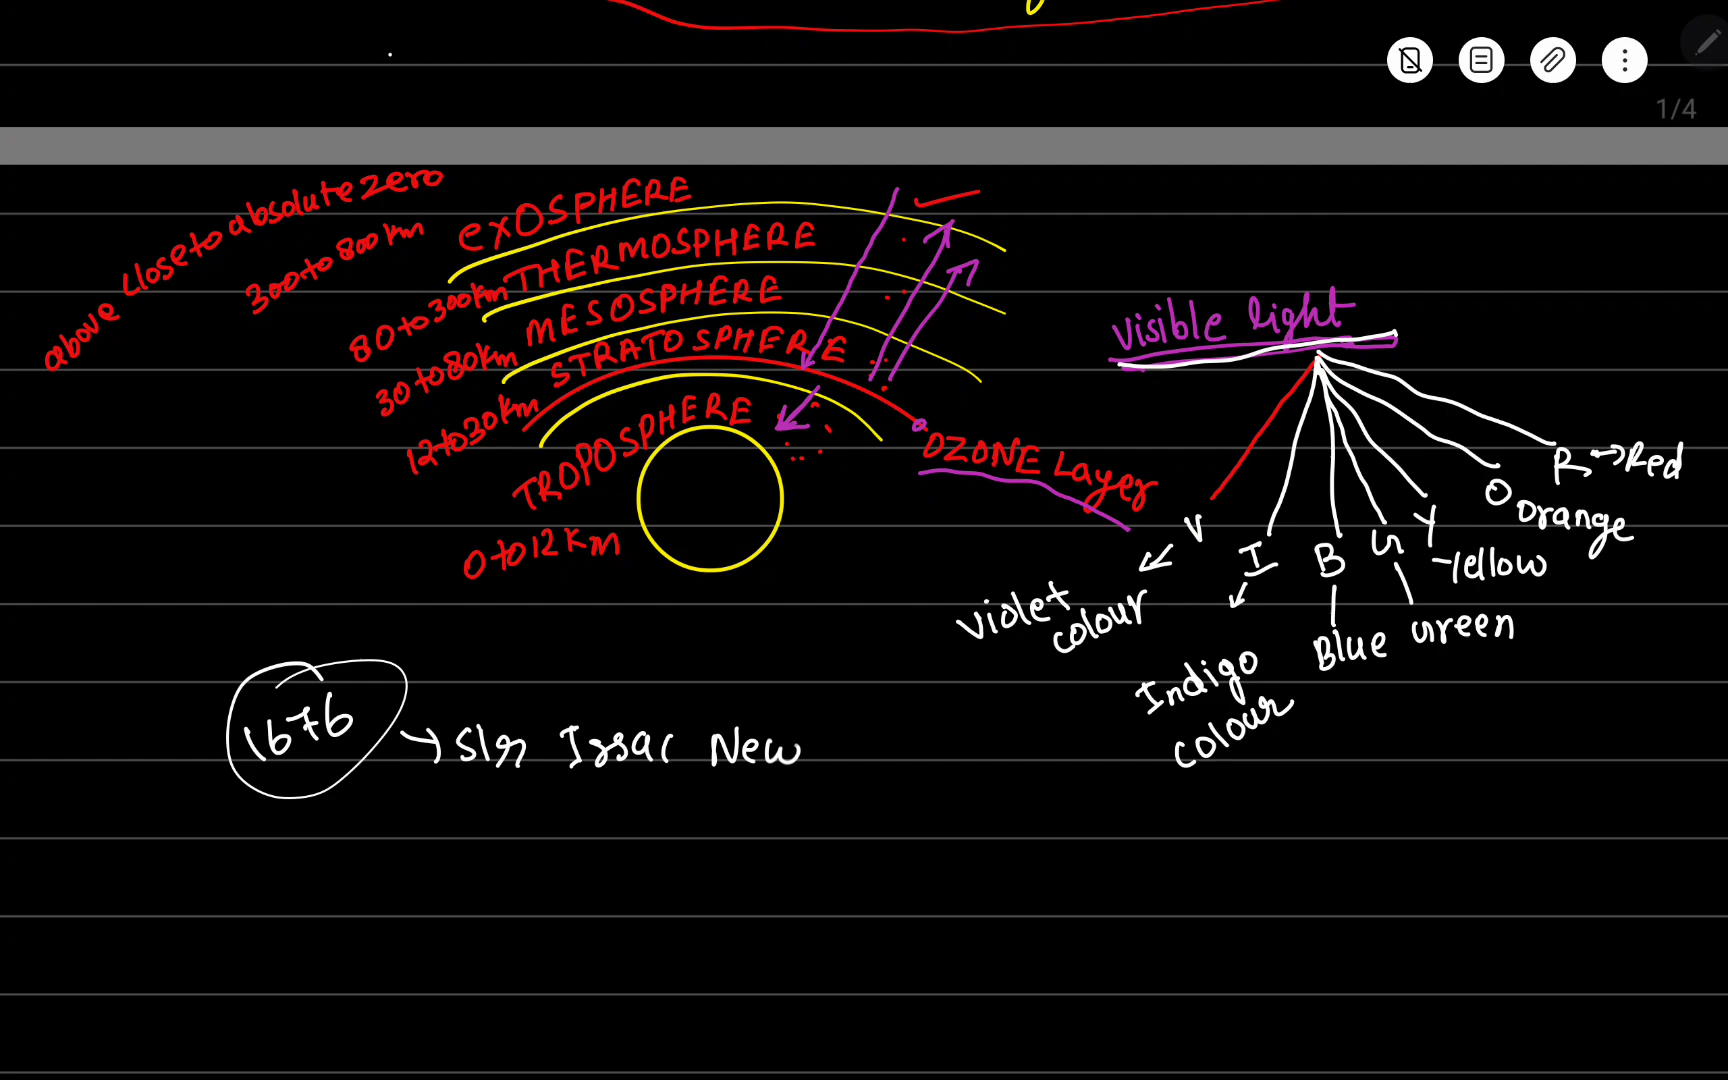 1/4
above close to absolute zero
300 to 800 km
exOSPHERE
80 to 300 km
THERMOSPHERE
30 to 80 km
MESOSPHERE
12 to 30 km
STRATOSPHERE
TROPOSPHERE
0 to 12 Km
OZONE Layer
Visible light
V
I
B
G
Y
O
R → Red
Orange
Yellow
Green
Blue
Violet colour
Indigo colour
1676 → Sir Issac New